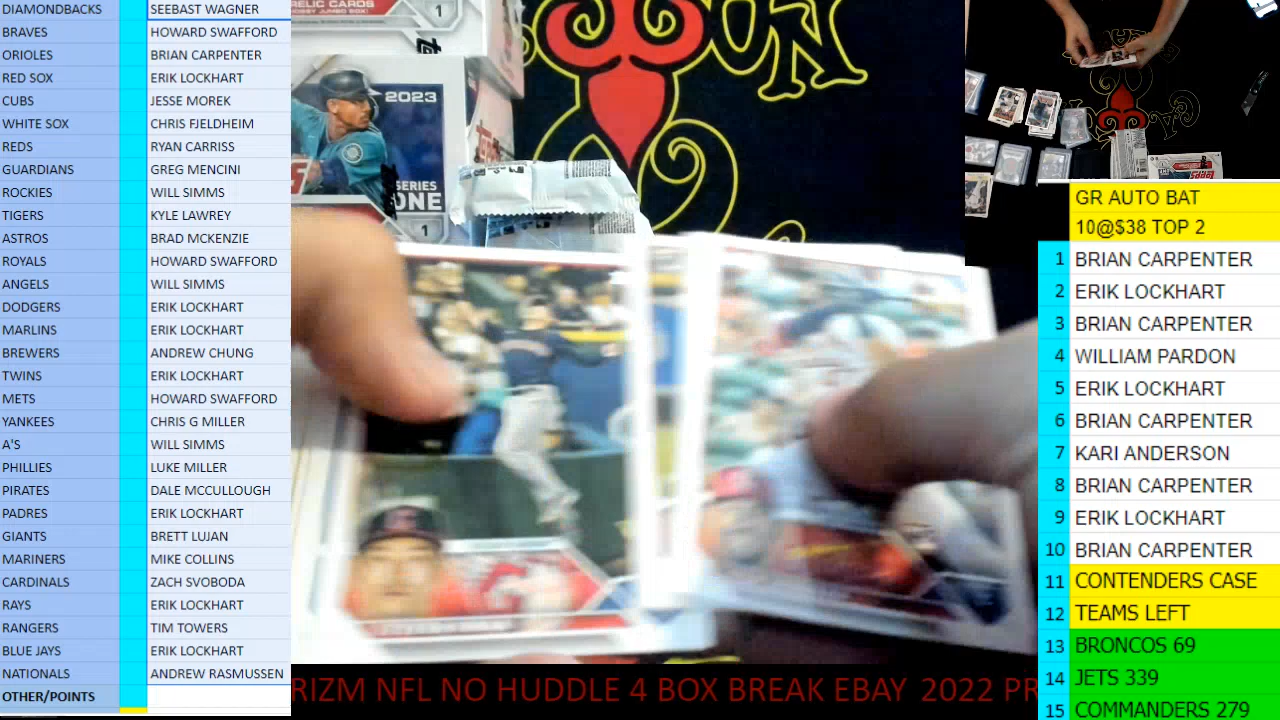 DIAMONDBACKS SEEBAST WAGNER
BRAVES HOWARD SWAFFORD
ORIOLES BRIAN CARPENTER
RED SOX ERIK LOCKHART
CUBS JESSE MOREK
WHITE SOX CHRIS FJELDHEIM
REDS RYAN CARRISS
GUARDIANS GREG MENCINI
ROCKIES WILL SIMMS
TIGERS KYLE LAWREY
ASTROS BRAD MCKENZIE
ROYALS HOWARD SWAFFORD
ANGELS WILL SIMMS
DODGERS ERIK LOCKHART
MARLINS ERIK LOCKHART
BREWERS ANDREW CHUNG
TWINS ERIK LOCKHART
METS HOWARD SWAFFORD
YANKEES CHRIS G MILLER
A'S WILL SIMMS
PHILLIES LUKE MILLER
PIRATES DALE MCCULLOUGH
PADRES ERIK LOCKHART
GIANTS BRETT LUJAN
MARINERS MIKE COLLINS
CARDINALS ZACH SVOBODA
RAYS ERIK LOCKHART
RANGERS TIM TOWERS
BLUE JAYS ERIK LOCKHART
NATIONALS ANDREW RASMUSSEN
OTHER/POINTS
RELIC CARDS
1
2023
SERIES
ONE
1
ON
GR AUTO BAT
10@$38 TOP 2
1 BRIAN CARPENTER
2 ERIK LOCKHART
3 BRIAN CARPENTER
4 WILLIAM PARDON
5 ERIK LOCKHART
6 BRIAN CARPENTER
7 KARI ANDERSON
8 BRIAN CARPENTER
9 ERIK LOCKHART
10 BRIAN CARPENTER
11 CONTENDERS CASE
12 TEAMS LEFT
13 BRONCOS 69
14 JETS 339
15 COMMANDERS 279
RIZM NFL NO HUDDLE 4 BOX BREAK EBAY 2022 PR